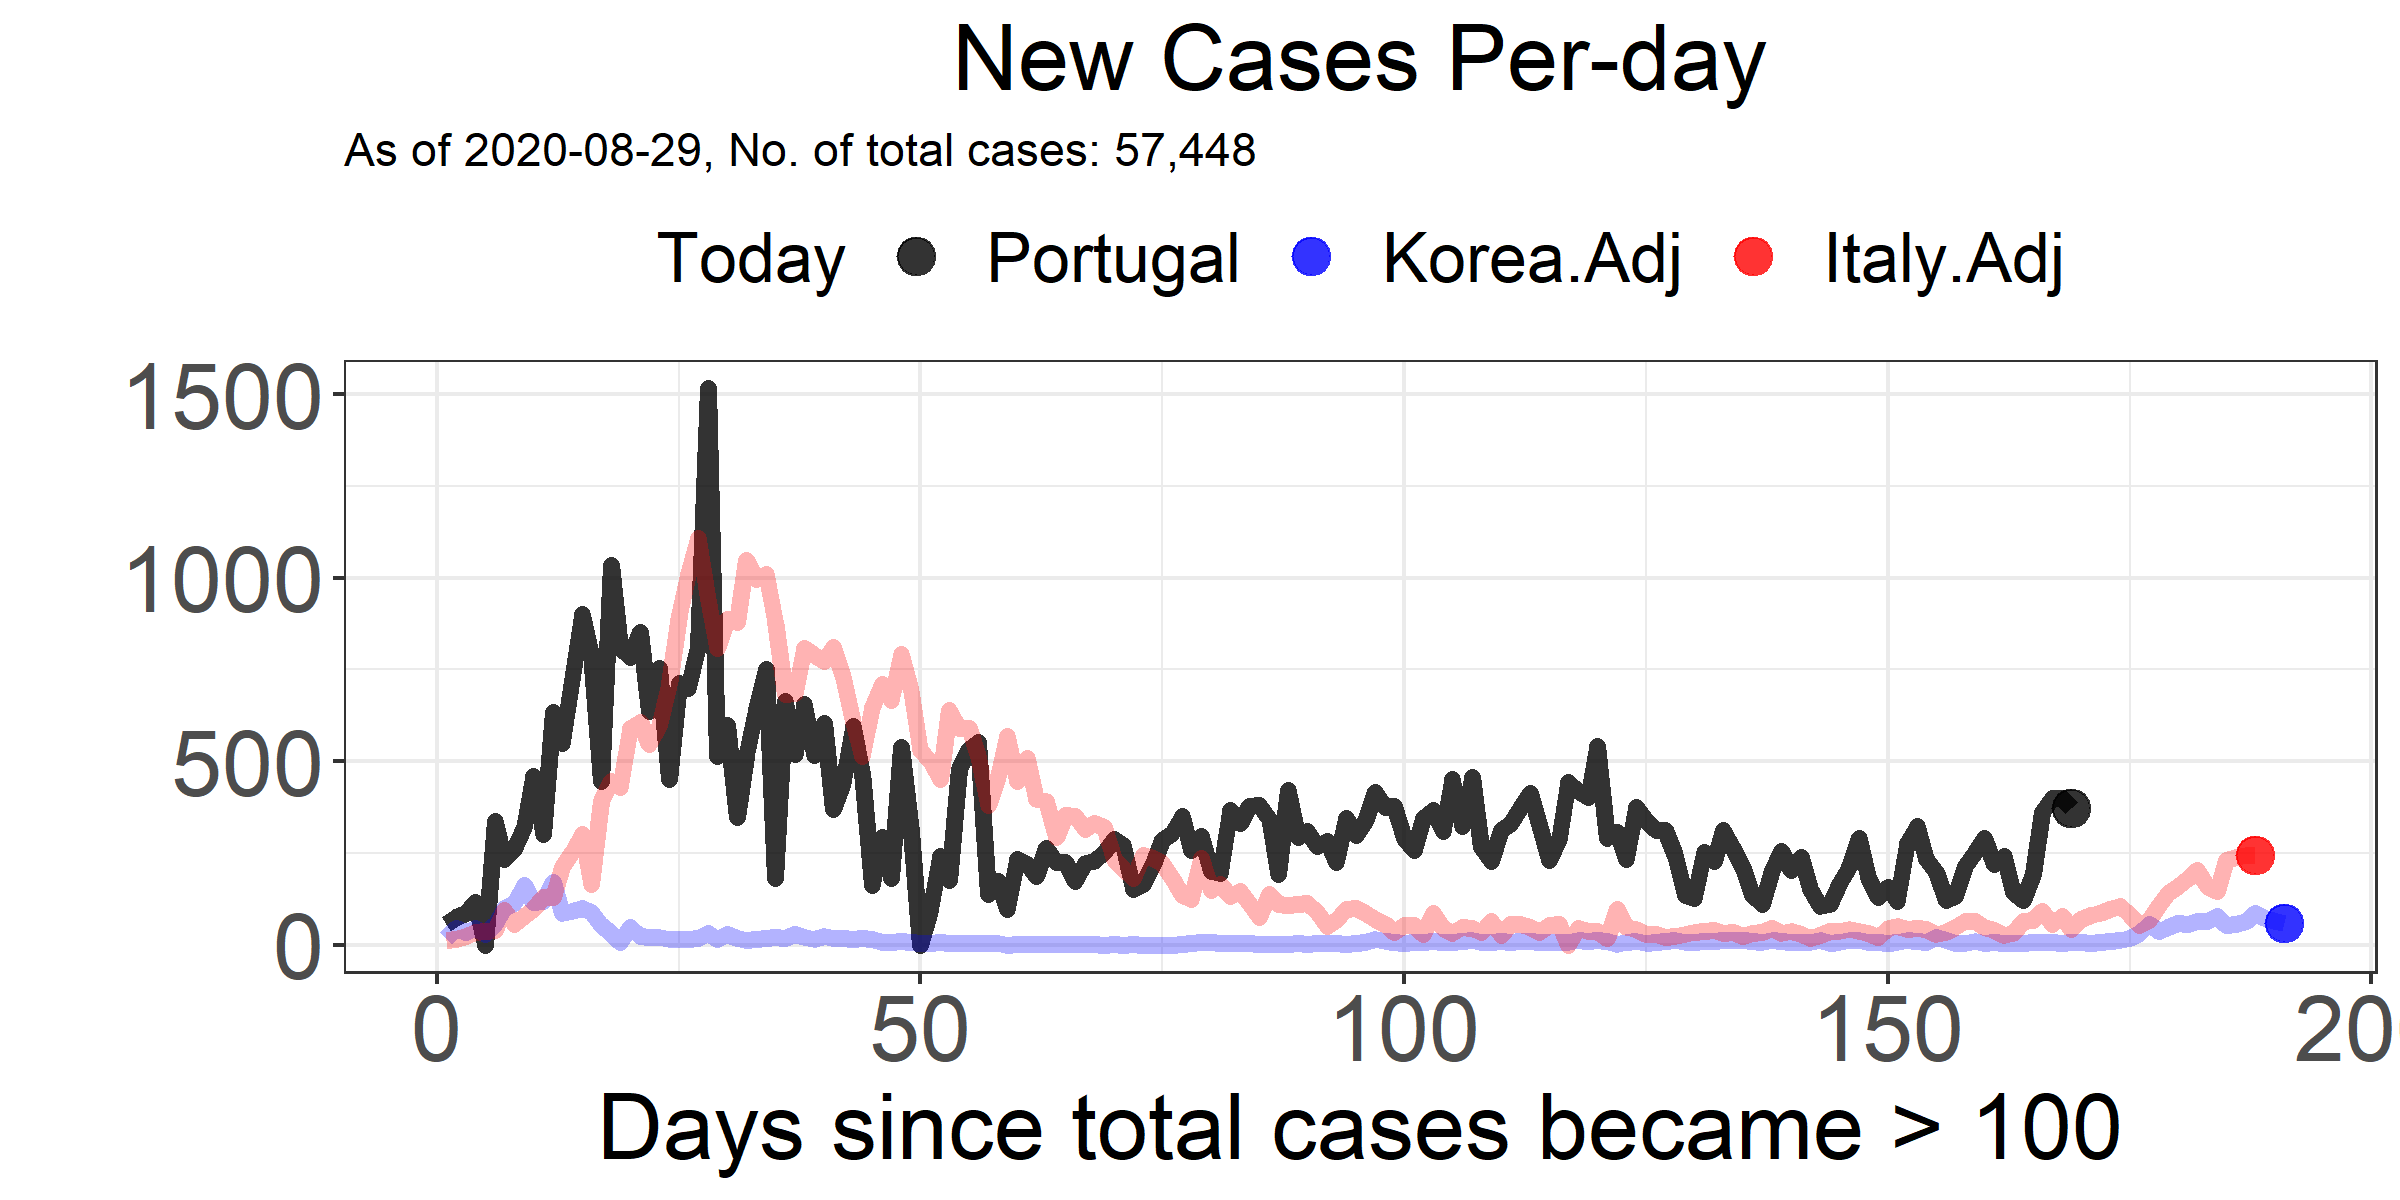 New Cases Per-day
As of 2020-08-29, No. of total cases: 57,448
Today Portugal Korea.Adj Italy.Adj
1500
1000
500
0
0 50 100 150 20
Days since total cases became > 100